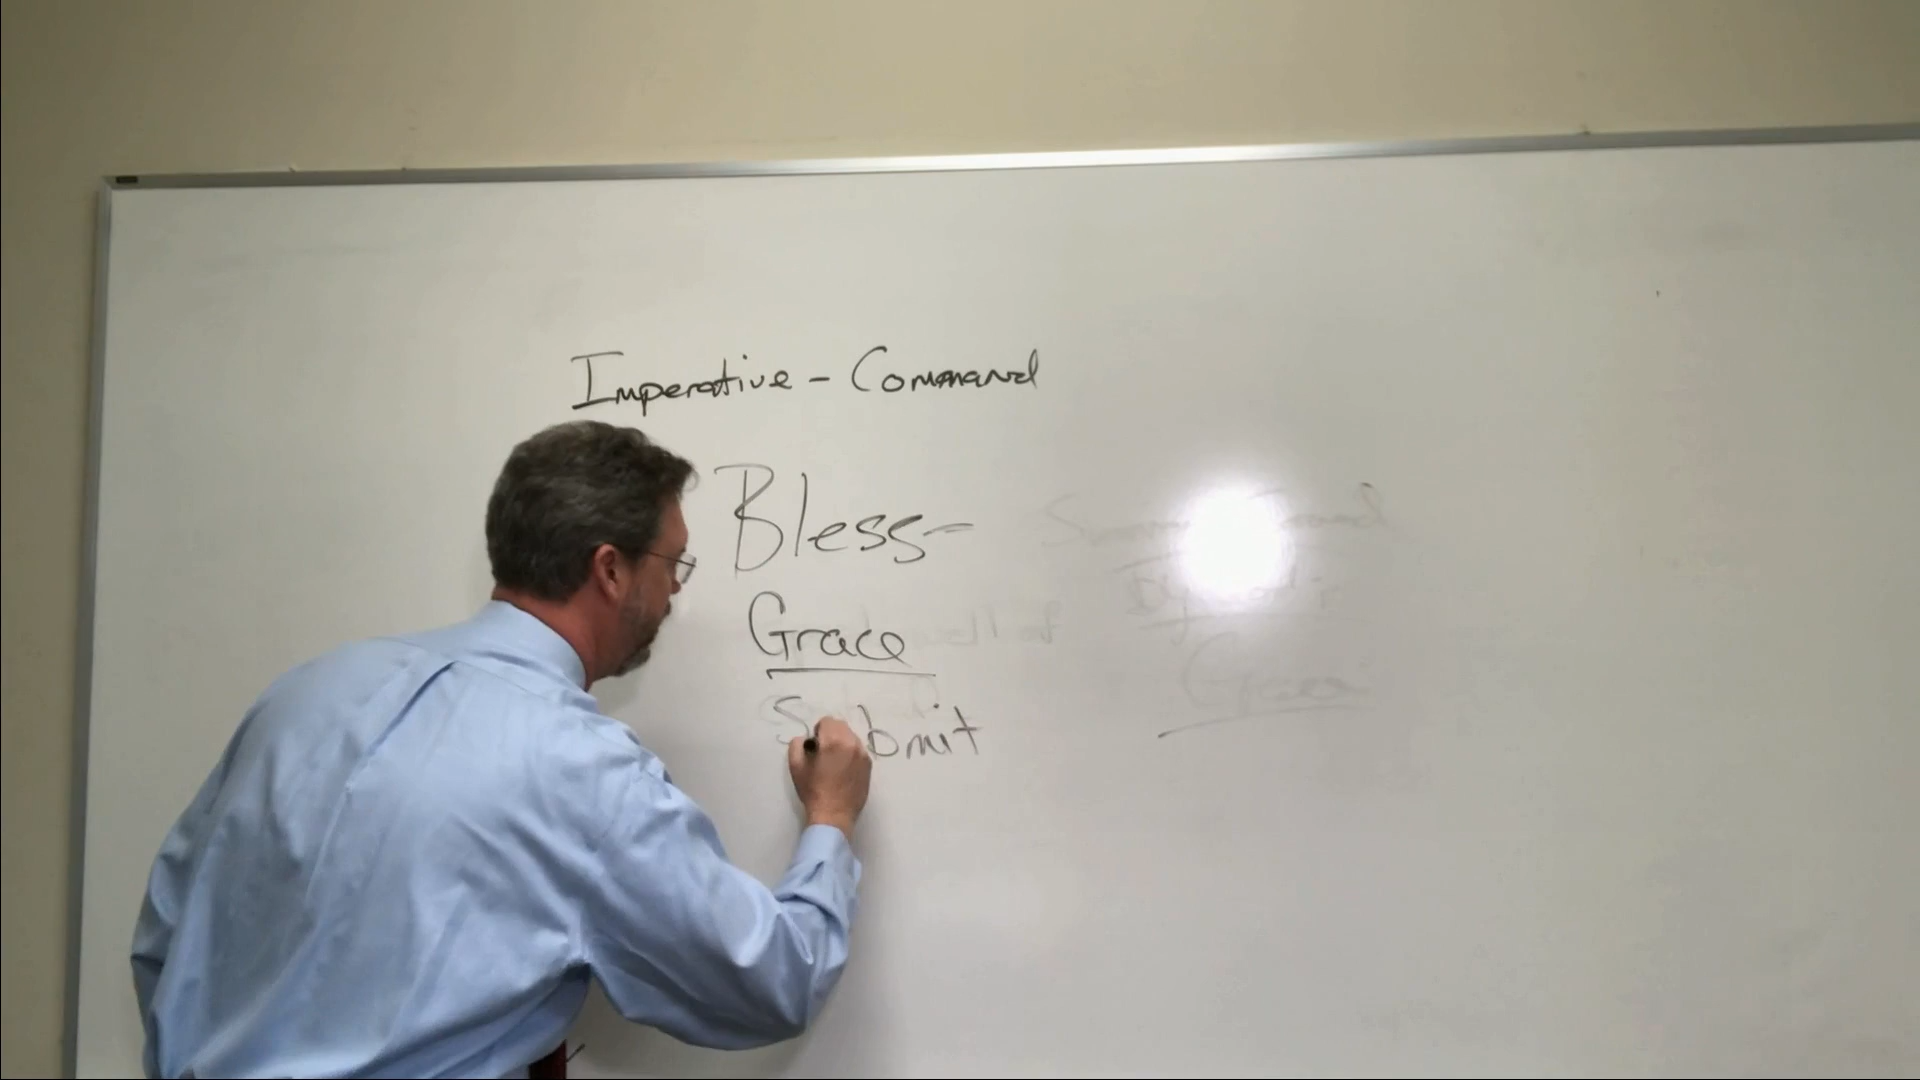 Imperative - Command
Bless-
Grace
Submit